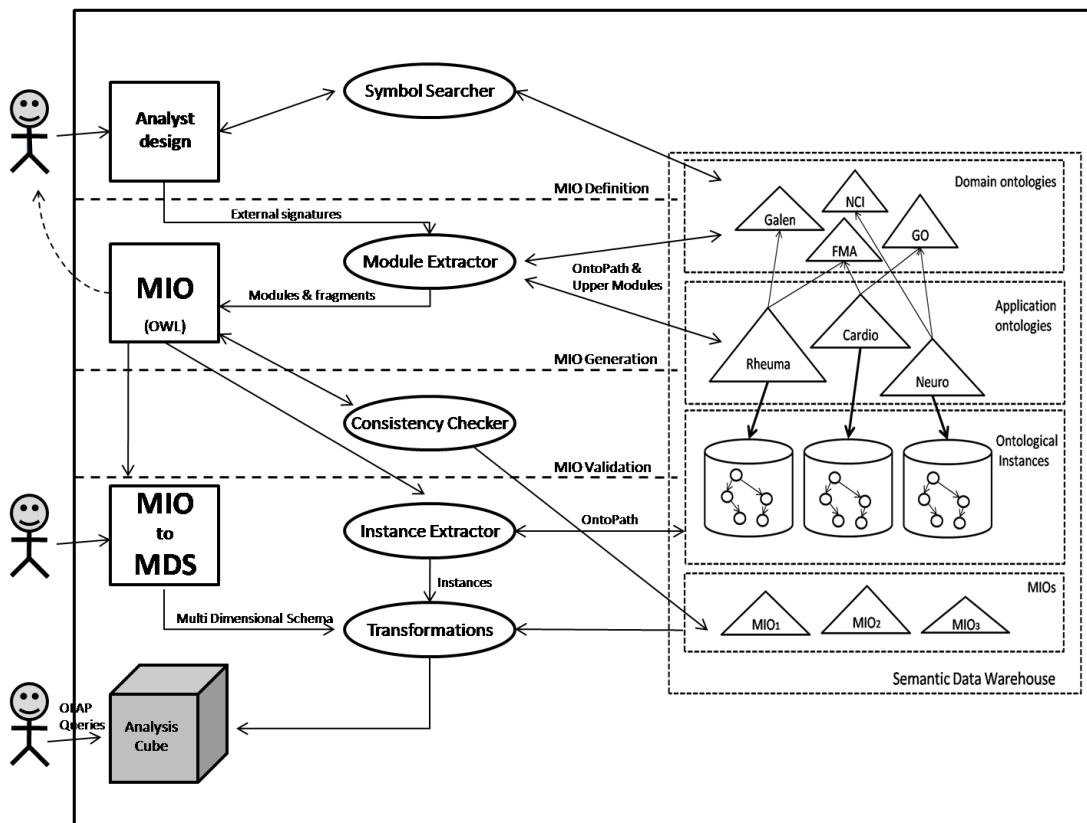 Symbol Searcher
Analyst
design
MIO Definition
External signatures
Module Extractor
OntoPath &
Upper Modules
MIO
(OWL)
Modules & fragments
MIO Generation
Consistency Checker
MIO Validation
MIO
to
MDS
Instance Extractor
OntoPath
Instances
Multi Dimensional Schema
Transformations
OLAP
Queries
Analysis
Cube
Domain ontologies
NCI
Galen
GO
FMA
Application
ontologies
Cardio
Rheuma
Neuro
Ontological
Instances
MIOs
MIO1
MIO2
MIO3
Semantic Data Warehouse